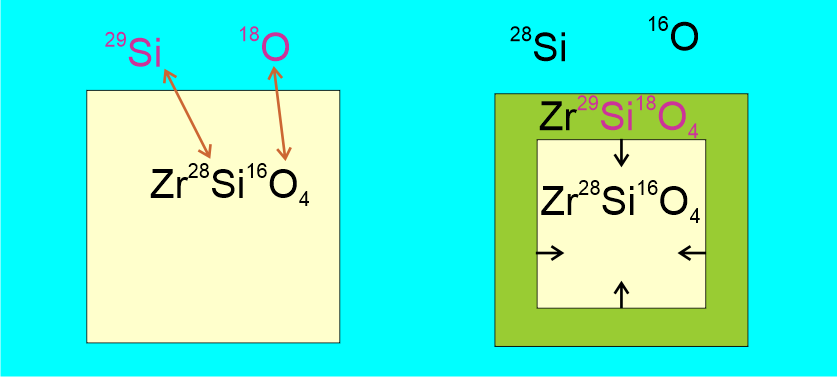 ²⁹Si ¹⁸O
Zr²⁸Si¹⁶O₄
²⁸Si ¹⁶O
Zr²⁹Si¹⁸O₄
Zr²⁸Si¹⁶O₄